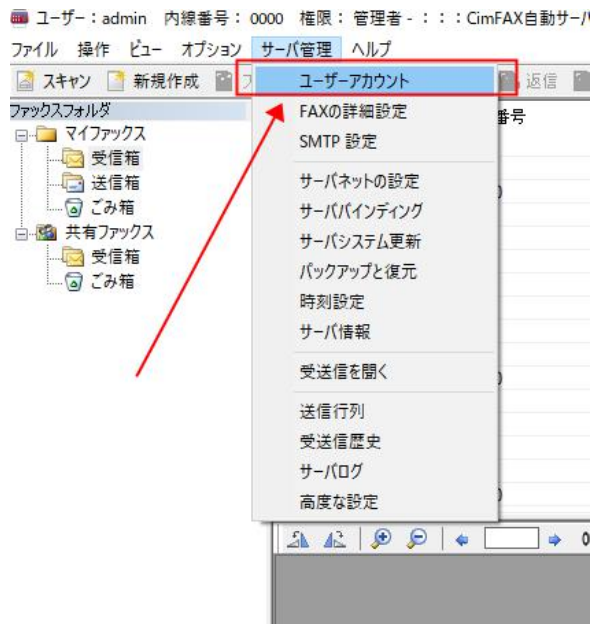 ユーザー：admin 内線番号： 0000 権限： 管理者 - ：：：CimFAX自動サーバ
ファイル 操作 ビュー オプション サーバ管理 ヘルプ
スキャン 新規作成 返信
ファックスフォルダ
マイファックス
受信箱
送信箱
ごみ箱
共有ファックス
受信箱
ごみ箱
ユーザーアカウント
FAXの詳細設定
SMTP 設定
サーバネットの設定
サーババインディング
サーバシステム更新
バックアップと復元
時刻設定
サーバ情報
受送信を聞く
送信行列
受送信歴史
サーバログ
高度な設定
番号